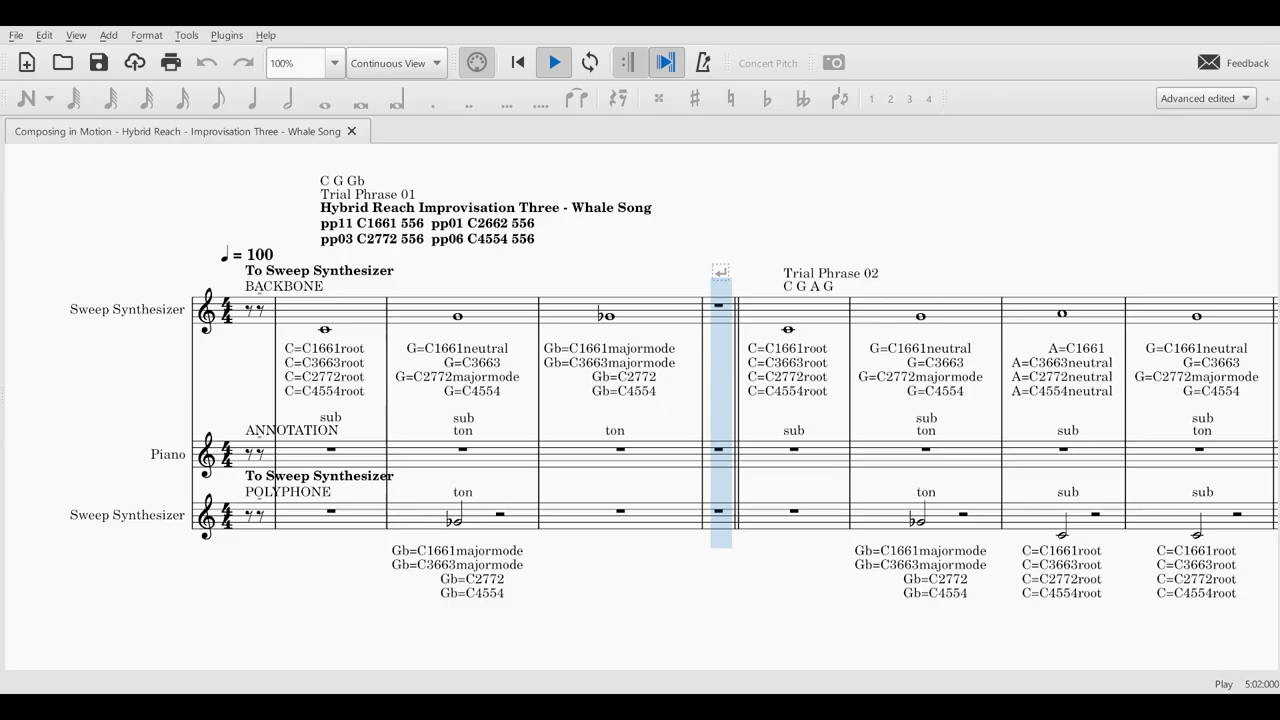 File Edit View Add Format Tools Plugins Help
100% Continuous View Concert Pitch Feedback
1 2 3 4 Advanced edited +
Composing in Motion - Hybrid Reach - Improvisation Three - Whale Song
C G Gb
Trial Phrase 01
Hybrid Reach Improvisation Three - Whale Song
pp11 C1661 556 pp01 C2662 556
pp03 C2772 556 pp06 C4554 556
= 100
To Sweep Synthesizer
BACKBONE
Trial Phrase 02
C G A G
Sweep Synthesizer
C=C1661root G=C1661neutral Gb=C1661majormode C=C1661root G=C1661neutral A=C1661 G=C1661neutral
C=C3663root G=C3663 Gb=C3663majormode C=C3663root G=C3663 A=C3663neutral G=C3663
C=C2772root G=C2772majormode Gb=C2772 C=C2772root G=C2772majormode A=C2772neutral G=C2772majormode
C=C4554root G=C4554 Gb=C4554 C=C4554root G=C4554 A=C4554neutral G=C4554
sub sub sub sub
ANNOTATION ton ton sub ton sub ton
Piano
To Sweep Synthesizer
POLYPHONE ton ton sub sub
Sweep Synthesizer
Gb=C1661majormode Gb=C1661majormode C=C1661root C=C1661root
Gb=C3663majormode Gb=C3663majormode C=C3663root C=C3663root
Gb=C2772 Gb=C2772 C=C2772root C=C2772root
Gb=C4554 Gb=C4554 C=C4554root C=C4554root
Play 5:02:000